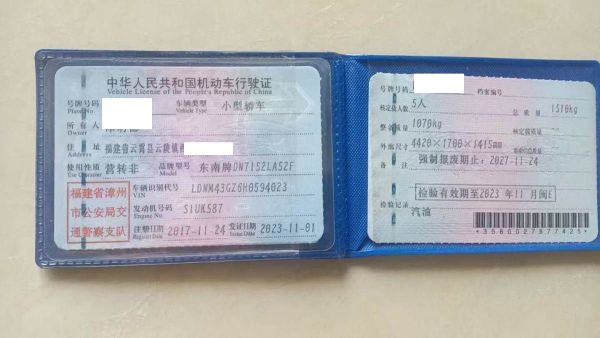 中华人民共和国机动车行驶证
Vehicle License of the People's Republic of China
号牌号码 车辆类型 小型轿车
Plate No. Vehicle Type
所有人
住址 福建省云霄县云陵镇
Address
使用性质 营转非 品牌型号 东南牌DN7152LA52F
Use Character Model
福建省漳州
市公安局交
通警察支队
车辆识别代号 LDNM43GZ6H0594023
VIN
发动机号码 SIUK587
Engine No.
注册日期 2017-11-24 发证日期 2023-11-01
Register Date Issue Date
号牌号码 档案编号
核定载人数 5人 总质量 1510kg
整备质量 1070kg 核定载质量
外廓尺寸 4420×1700×1415mm
备注 强制报废期止:2027-11-24
检验有效期至2023年11月闽E
检验记录 汽油
*3580027977425*